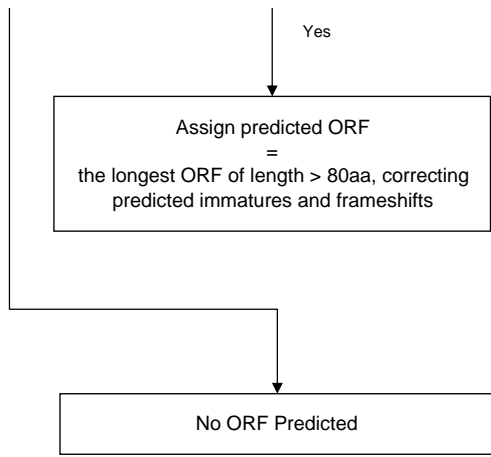 Yes
Assign predicted ORF
=
the longest ORF of length > 80aa, correcting
predicted immatures and frameshifts
No ORF Predicted